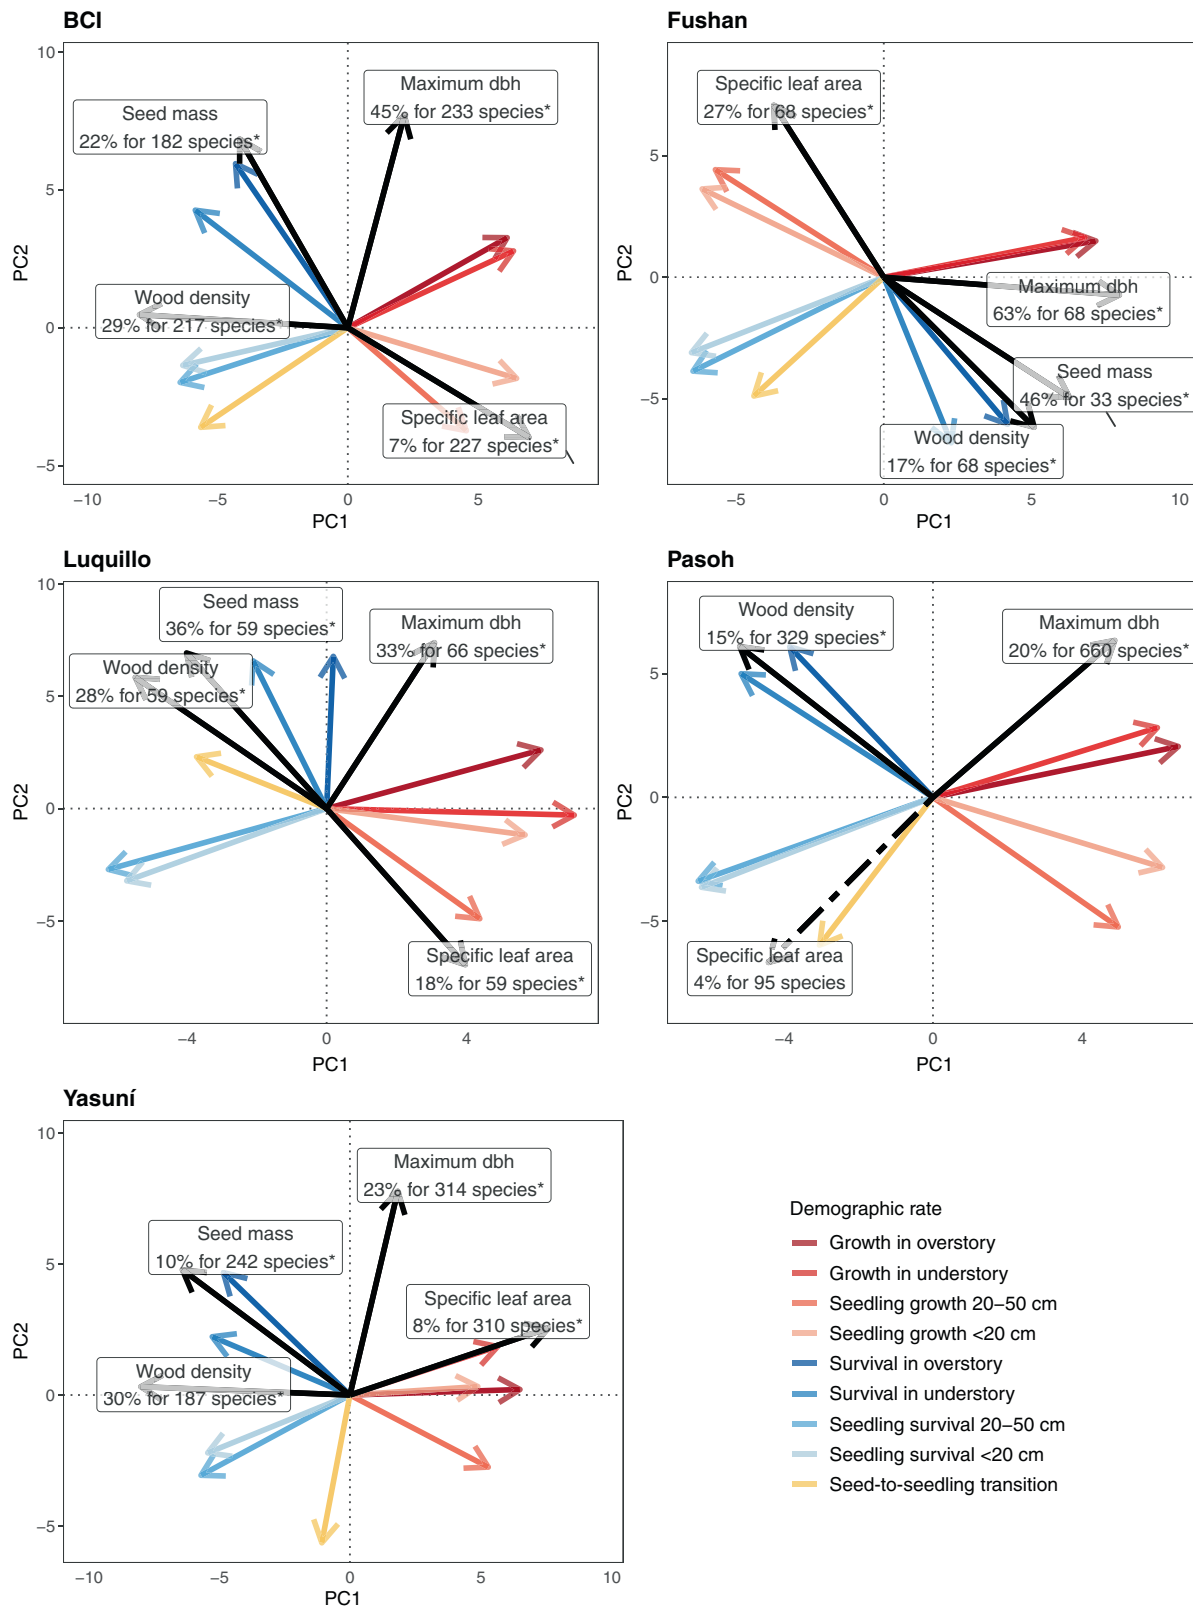 BCI
10
5
0
−5
−10
−5
0
5
PC1
PC2
Seed mass
22% for 182 species*
Maximum dbh
45% for 233 species*
Wood density
29% for 217 species*
Specific leaf area
7% for 227 species*
Fushan
5
0
−5
−5
0
5
10
PC1
PC2
Specific leaf area
27% for 68 species*
Maximum dbh
63% for 68 species*
Seed mass
46% for 33 species*
Wood density
17% for 68 species*
Luquillo
10
5
0
−5
−4
0
4
PC1
PC2
Seed mass
36% for 59 species*
Maximum dbh
33% for 66 species*
Wood density
28% for 59 species*
Specific leaf area
18% for 59 species*
Pasoh
5
0
−5
−4
0
4
PC1
PC2
Wood density
15% for 329 species*
Maximum dbh
20% for 650 species*
Specific leaf area
4% for 95 species
Yasuní
10
5
0
−5
−10
−5
0
5
10
PC1
PC2
Maximum dbh
23% for 314 species*
Seed mass
10% for 242 species*
Specific leaf area
8% for 310 species*
Wood density
30% for 187 species*
Demographic rate
Growth in overstory
Growth in understory
Seedling growth 20−50 cm
Seedling growth <20 cm
Survival in overstory
Survival in understory
Seedling survival 20−50 cm
Seedling survival <20 cm
Seed-to-seedling transition